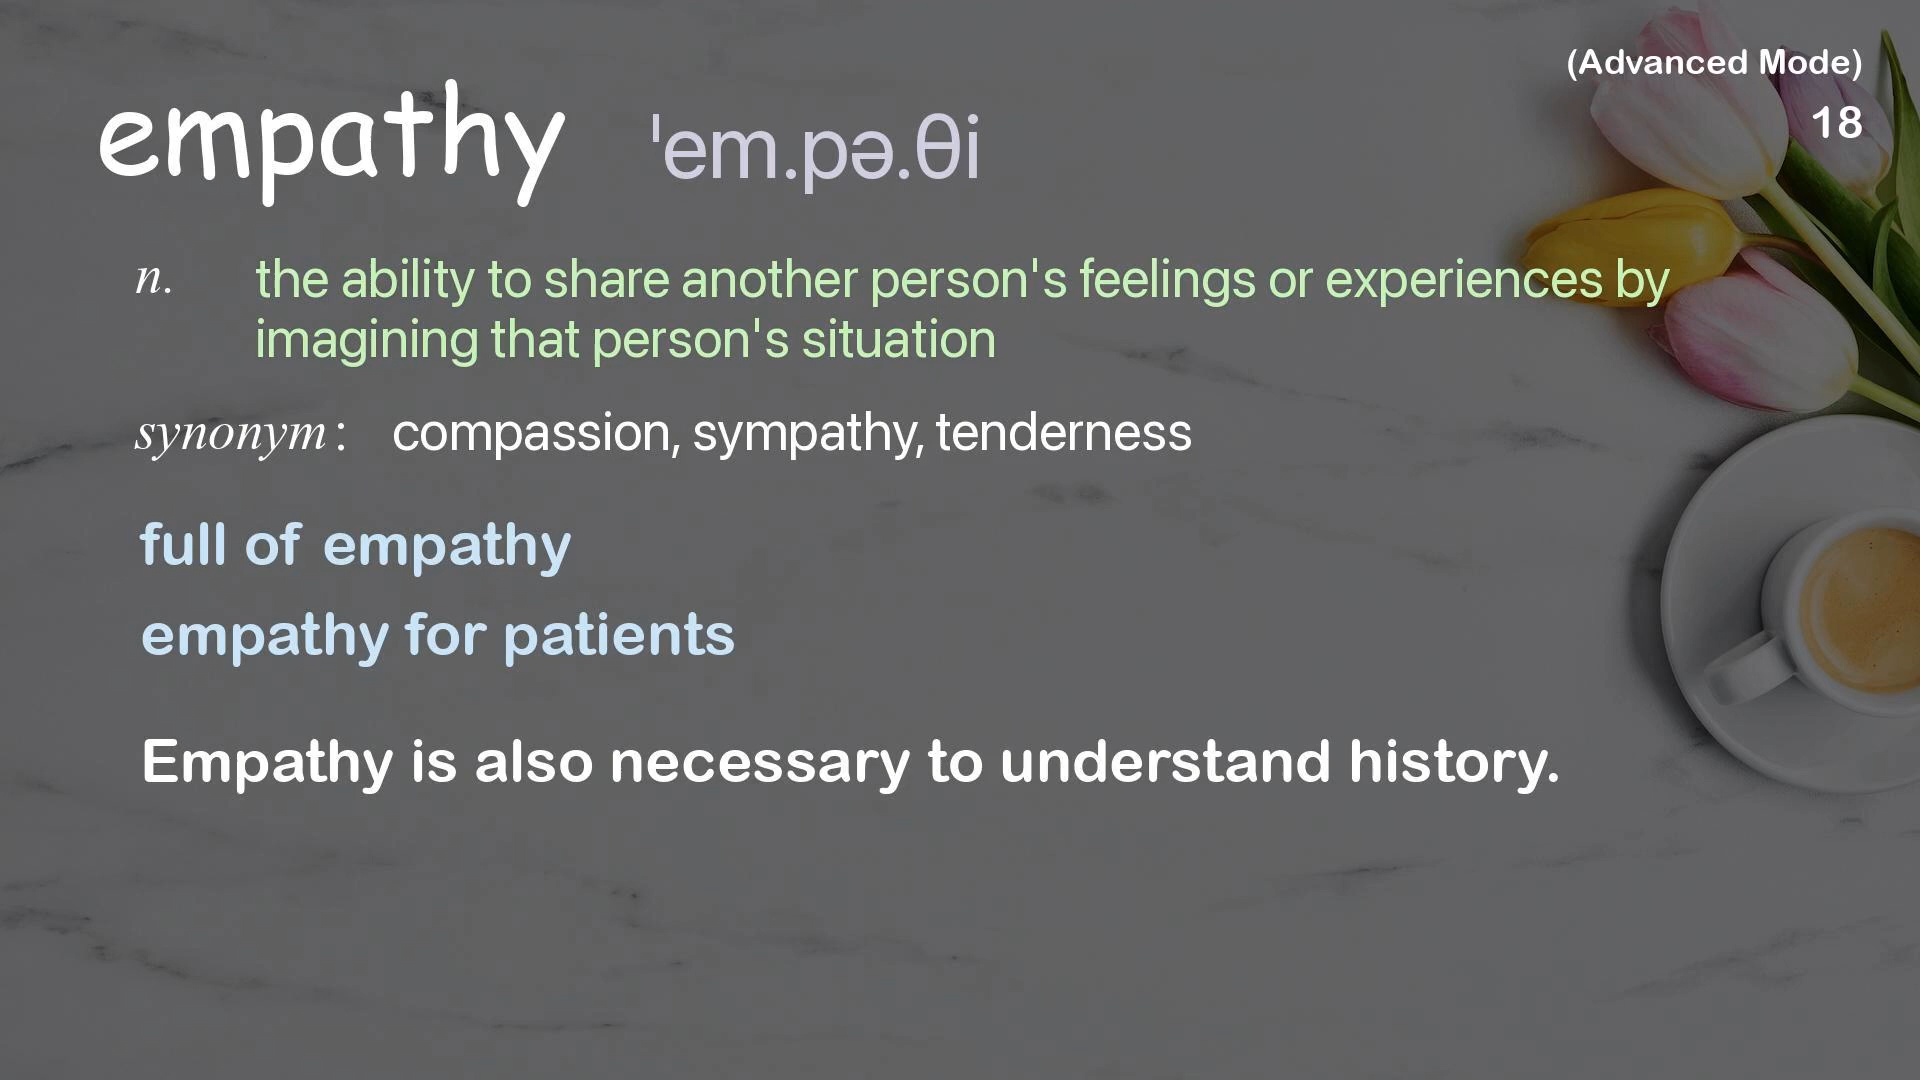 (Advanced Mode)
18
empathy ˈem.pə.θi
n. the ability to share another person's feelings or experiences by
imagining that person's situation
synonym: compassion, sympathy, tenderness
full of empathy
empathy for patients
Empathy is also necessary to understand history.